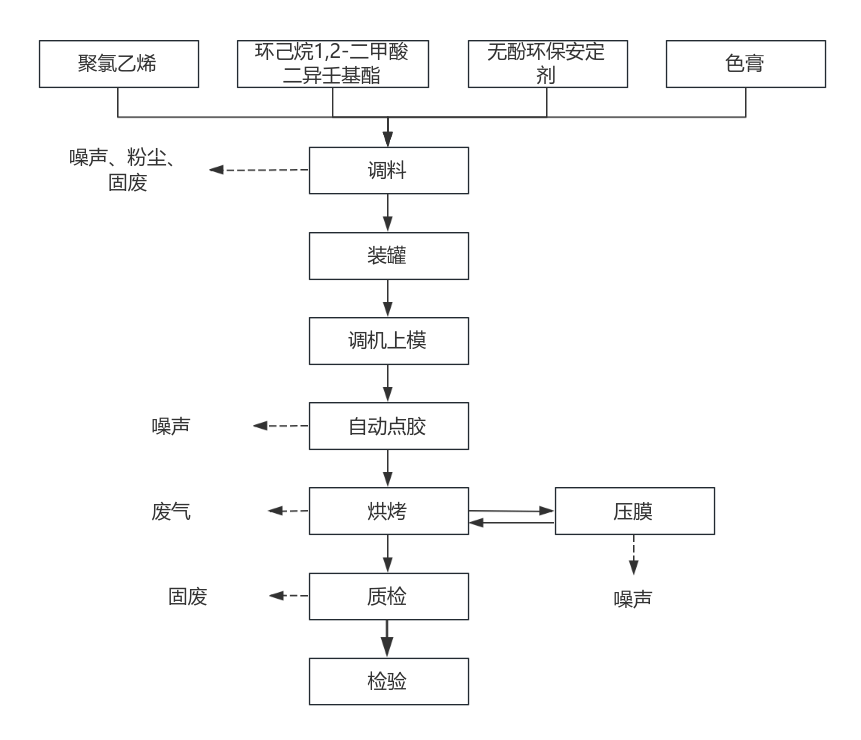 聚氯乙烯
环己烷1,2-二甲酸
二异壬基酯
无酚环保安定
剂
色膏
噪声、粉尘、
固废
调料
装罐
调机上模
噪声
自动点胶
废气
烘烤
压膜
固废
质检
噪声
检验